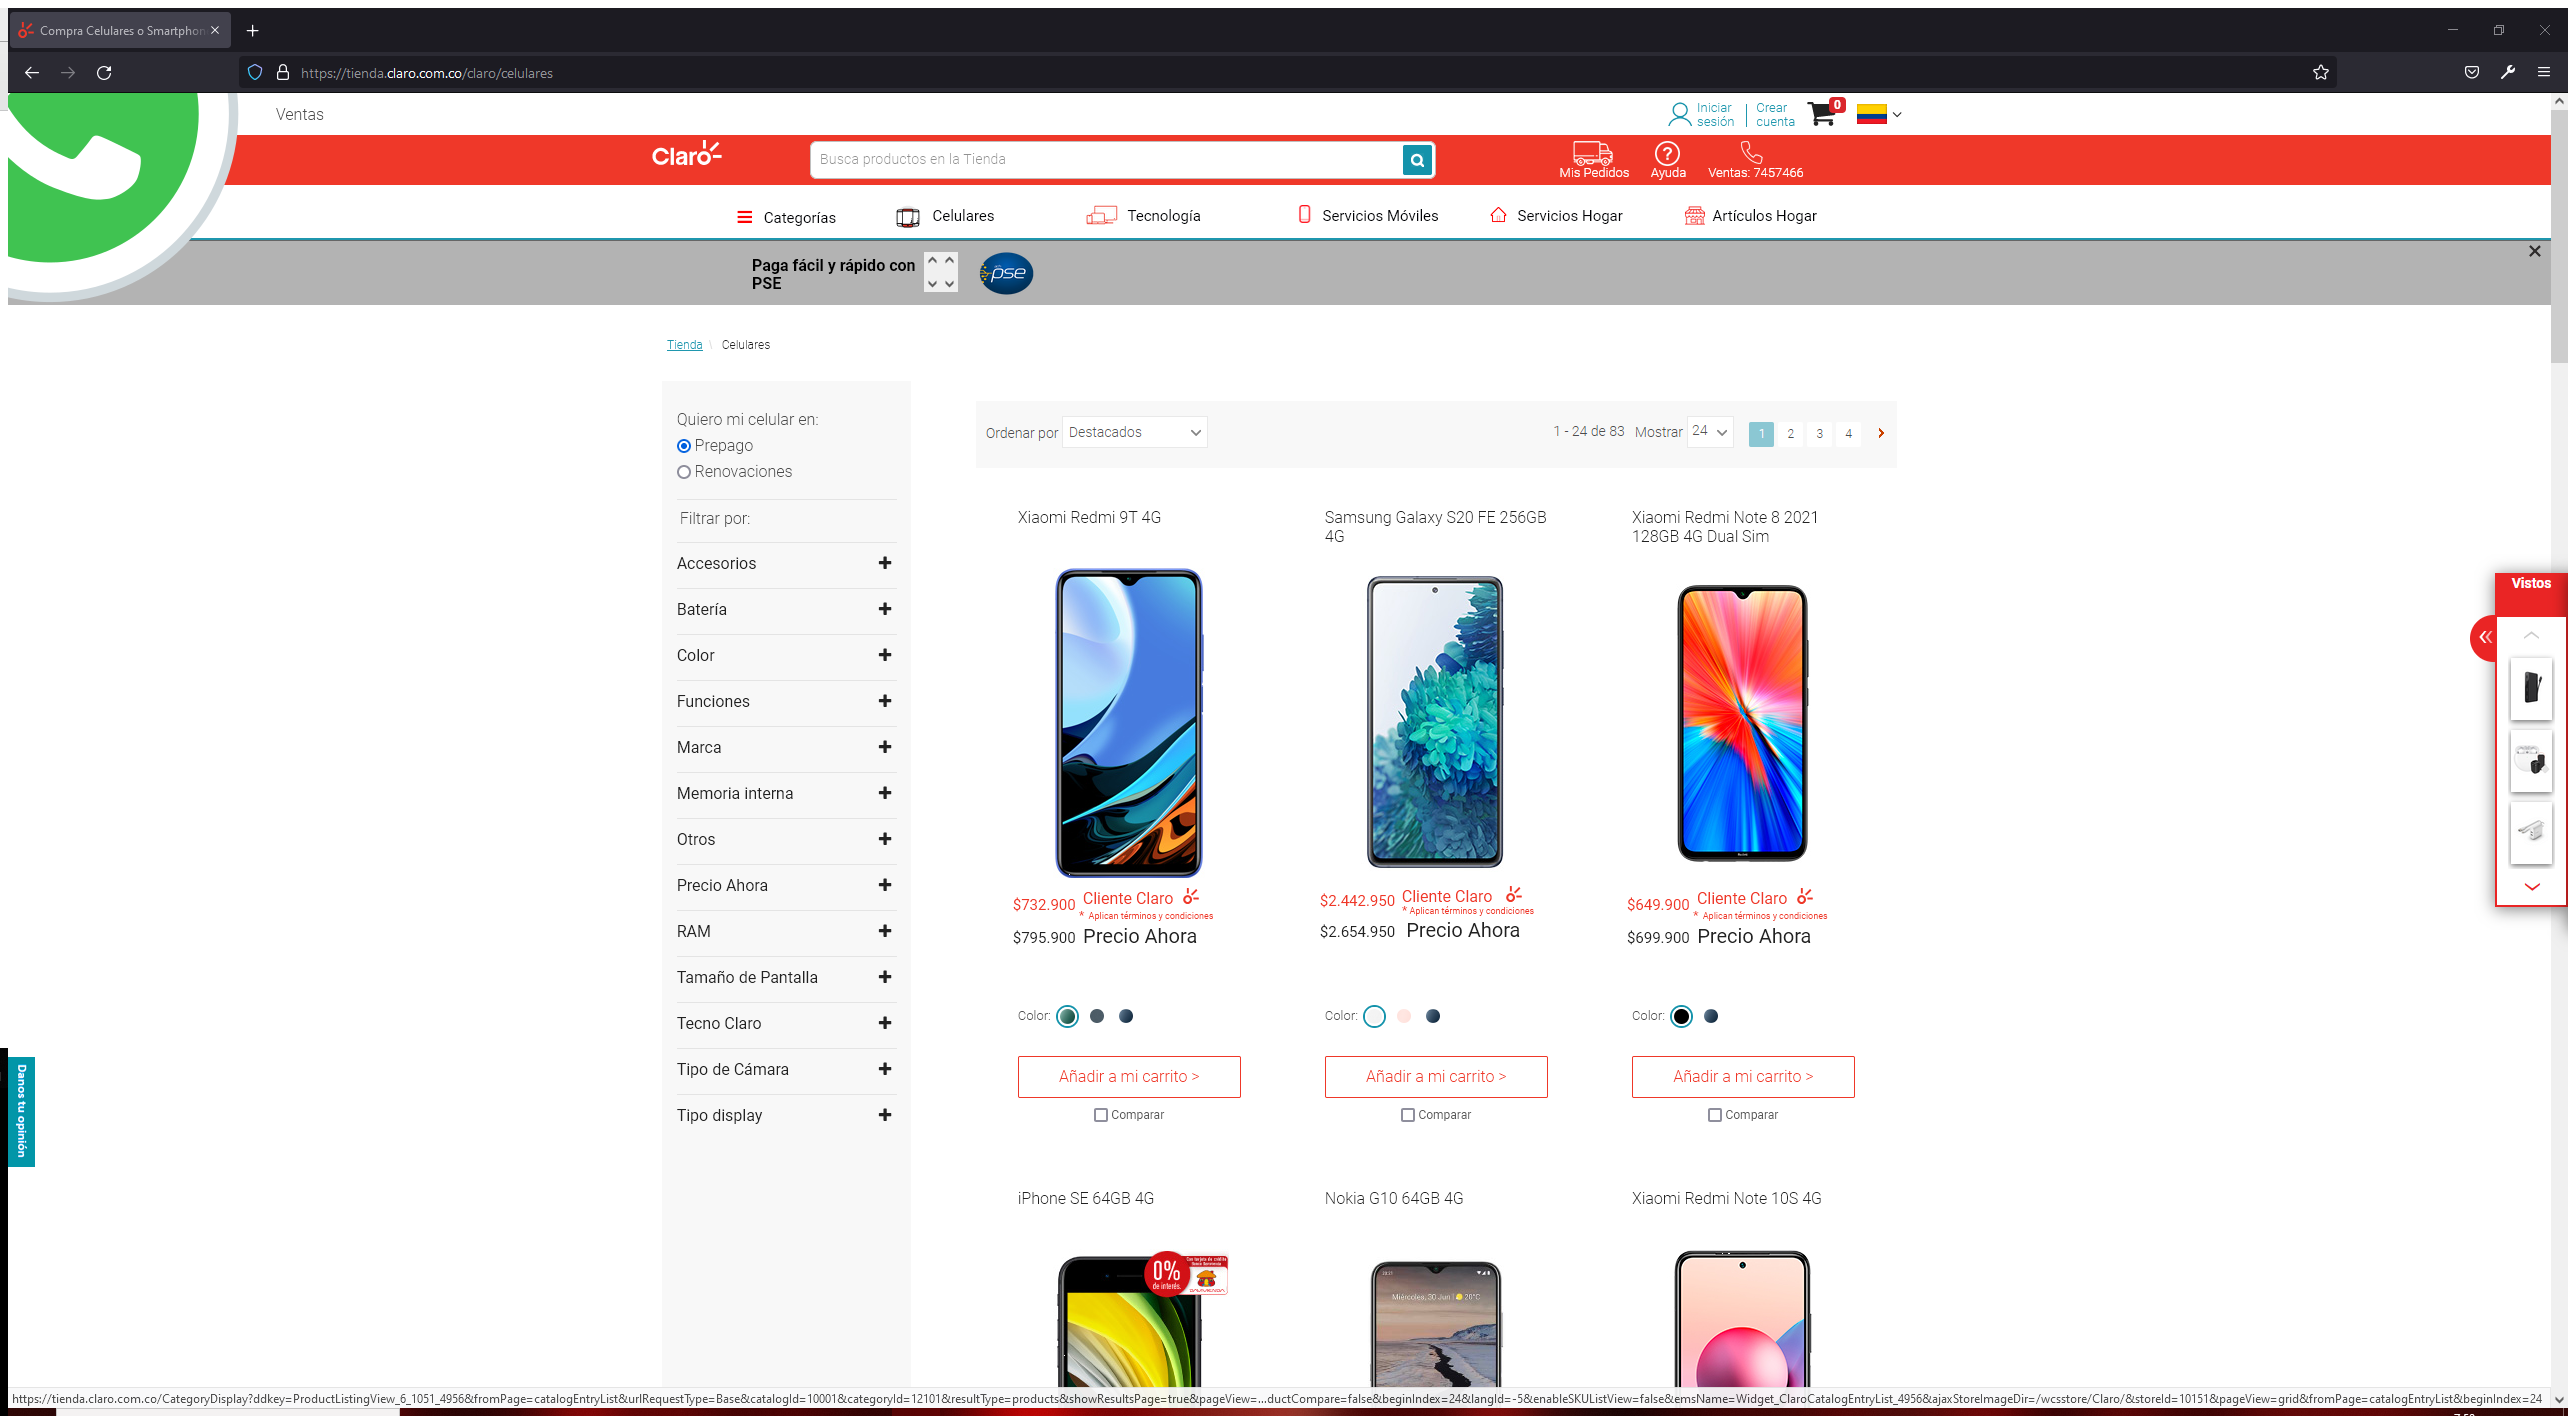 Compra Celulares o Smartphon
https://tienda.claro.com.co/claro/celulares
Ventas
Iniciar sesión
Crear cuenta
0
Claro
Busca productos en la Tienda
Mis Pedidos
Ayuda
Ventas: 7457466
Categorías
Celulares
Tecnología
Servicios Móviles
Servicios Hogar
Artículos Hogar
Paga fácil y rápido con
PSE
pse
Tienda \ Celulares
Quiero mi celular en:
Prepago
Renovaciones
Filtrar por:
Accesorios
Batería
Color
Funciones
Marca
Memoria interna
Otros
Precio Ahora
RAM
Tamaño de Pantalla
Tecno Claro
Tipo de Cámara
Tipo display
Ordenar por Destacados
1 - 24 de 83 Mostrar 24 1 2 3 4
Xiaomi Redmi 9T 4G
$732.900 Cliente Claro
* Aplican términos y condiciones
$795.900 Precio Ahora
Color:
Añadir a mi carrito >
Comparar
Samsung Galaxy S20 FE 256GB
4G
$2.442.950 Cliente Claro
* Aplican términos y condiciones
$2.654.950 Precio Ahora
Color:
Añadir a mi carrito >
Comparar
Xiaomi Redmi Note 8 2021
128GB 4G Dual Sim
$649.900 Cliente Claro
* Aplican términos y condiciones
$699.900 Precio Ahora
Color:
Añadir a mi carrito >
Comparar
iPhone SE 64GB 4G
0%
de interés
Nokia G10 64GB 4G
Miércoles, 30 Jun | 20°C
Xiaomi Redmi Note 10S 4G
Vistos
Danos tu opinión
https://tienda.claro.com.co/CategoryDisplay?ddkey=ProductListingView_6_1051_4956&fromPage=catalogEntryList&urlRequestType=Base&catalogId=10001&categoryId=12101&resultType=products&showResultsPage=true&pageView=...ductCompare=false&beginIndex=24&langId=-5&enableSKUListView=false&emsName=Widget_ClaroCatalogEntryList_4956&ajaxStoreImageDir=/wcsstore/Claro/&storeId=10151&pageView=grid&fromPage=catalogEntryList&beginIndex=24